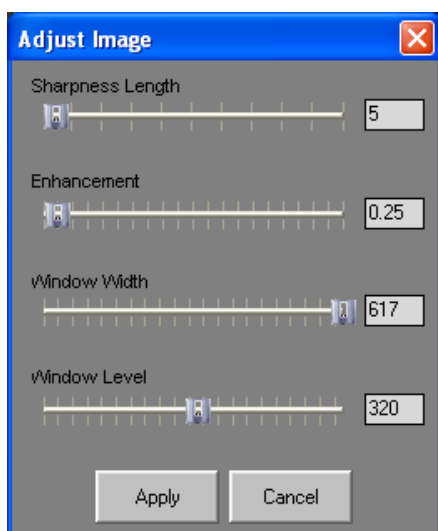 Adjust Image
Sharpness Length
5
Enhancement
0.25
Window Width
617
Window Level
320
Apply
Cancel